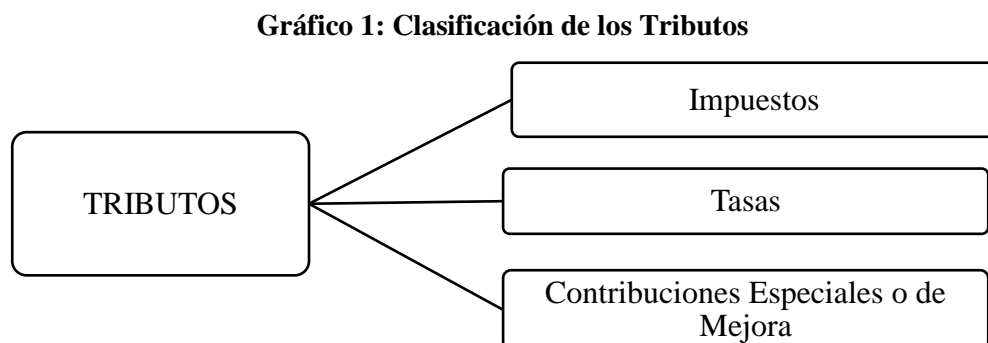 Gráfico 1: Clasificación de los Tributos
Impuestos
TRIBUTOS
Tasas
Contribuciones Especiales o de
Mejora